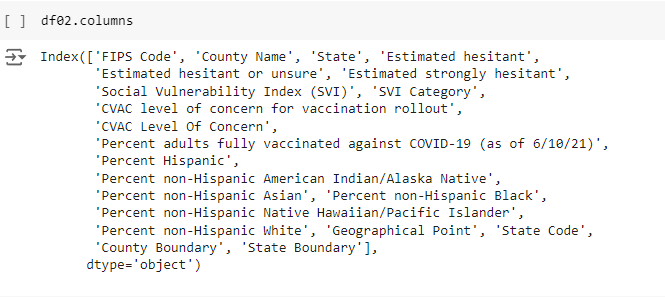 [ ] df02.columns
Index(['FIPS Code', 'County Name', 'State', 'Estimated hesitant',
'Estimated hesitant or unsure', 'Estimated strongly hesitant',
'Social Vulnerability Index (SVI)', 'SVI Category',
'CVAC level of concern for vaccination rollout',
'CVAC Level Of Concern',
'Percent adults fully vaccinated against COVID-19 (as of 6/10/21)',
'Percent Hispanic',
'Percent non-Hispanic American Indian/Alaska Native',
'Percent non-Hispanic Asian', 'Percent non-Hispanic Black',
'Percent non-Hispanic Native Hawaiian/Pacific Islander',
'Percent non-Hispanic White', 'Geographical Point', 'State Code',
'County Boundary', 'State Boundary'],
dtype='object')